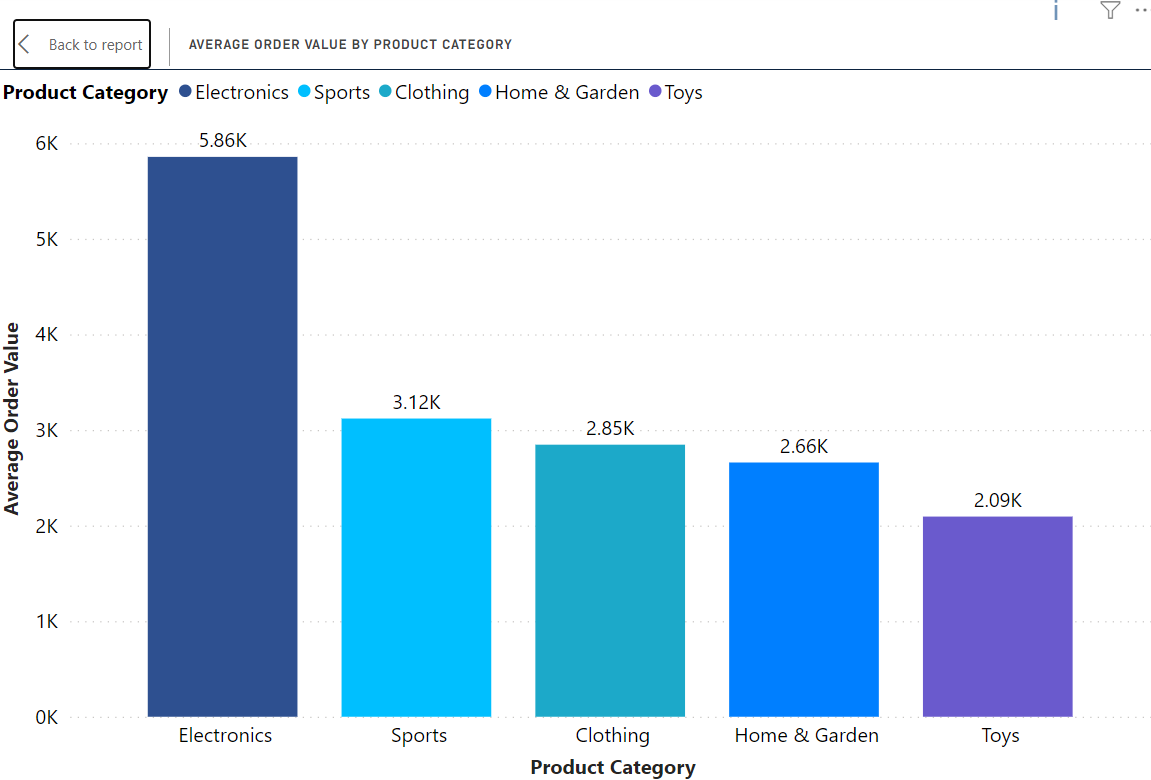 Back to report
AVERAGE ORDER VALUE BY PRODUCT CATEGORY
Product Category Electronics Sports Clothing Home & Garden Toys
6K
5K
4K
3K
2K
1K
0K
Average Order Value
5.86K
3.12K
2.85K
2.66K
2.09K
Electronics Sports Clothing Home & Garden Toys
Product Category